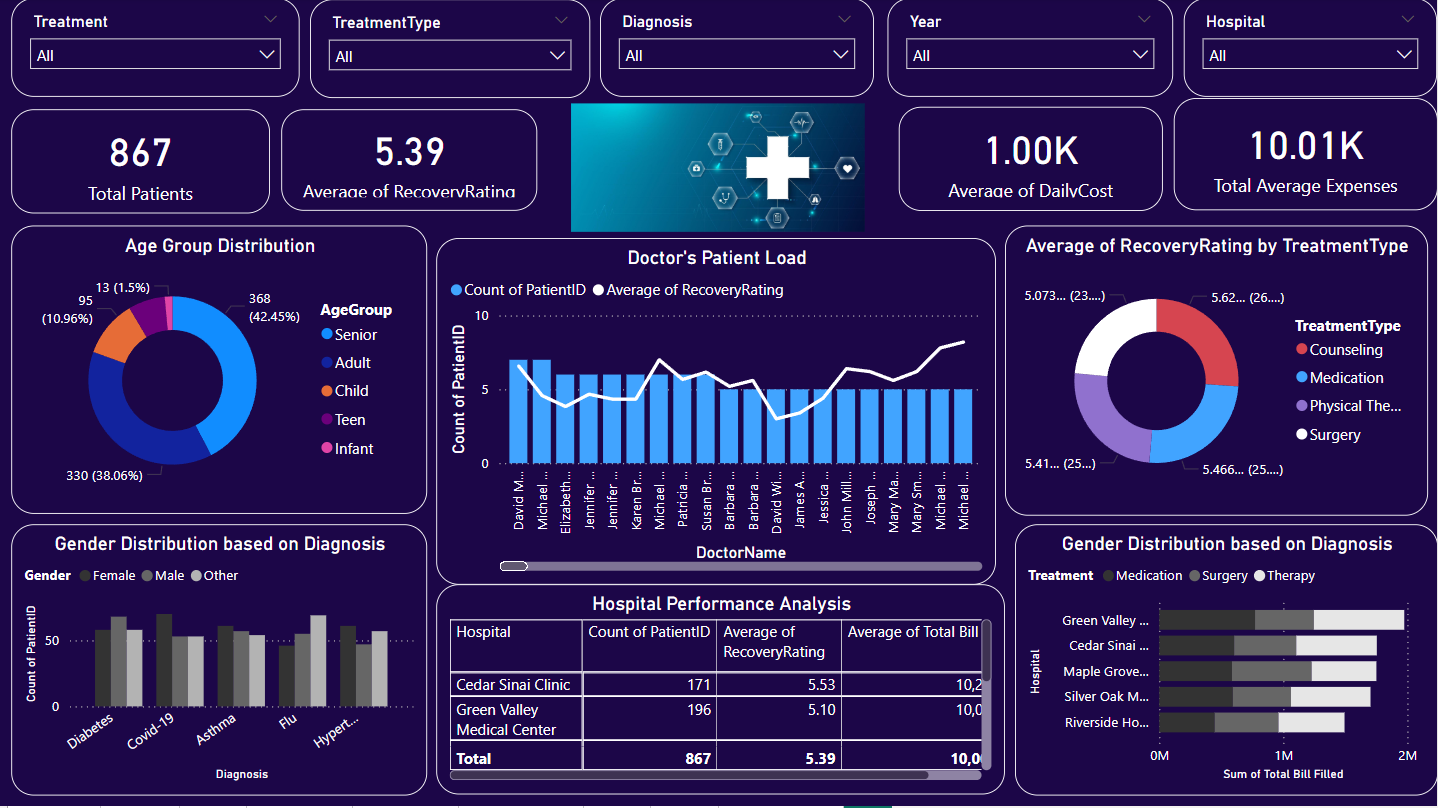 Treatment
All
TreatmentType
All
Diagnosis
All
Year
All
Hospital
All
867
Total Patients
5.39
Average of RecoveryRating
1.00K
Average of DailyCost
10.01K
Total Average Expenses
Age Group Distribution
13 (1.5%)
95
(10.96%)
368
(42.45%)
330 (38.06%)
AgeGroup
Senior
Adult
Child
Teen
Infant
Doctor's Patient Load
Count of PatientID Average of RecoveryRating
Count of PatientID
10
5
0
David M...
Michael ...
Elizabeth...
Jennifer ...
Jennifer ...
Karen Br...
Michael ...
Patricia ...
Susan Br...
Barbara ...
Barbara ...
David Wi...
James A...
Jessica ...
John Mill...
Joseph ...
Mary Ma...
Mary Sm...
Michael ...
Michael ...
DoctorName
Average of RecoveryRating by TreatmentType
5.073... (23....)
5.62... (26....)
5.41... (25...)
5.466... (25....)
TreatmentType
Counseling
Medication
Physical The...
Surgery
Gender Distribution based on Diagnosis
Gender Female Male Other
Count of PatientID
50
0
Diabetes
Covid-19
Asthma
Flu
Hypert...
Diagnosis
Hospital Performance Analysis
Hospital Count of PatientID Average of RecoveryRating Average of Total Bill
Cedar Sinai Clinic 171 5.53 10,2
Green Valley Medical Center 196 5.10 10,0
Total 867 5.39 10,0
Gender Distribution based on Diagnosis
Treatment Medication Surgery Therapy
Hospital
Green Valley ...
Cedar Sinai ...
Maple Grove...
Silver Oak M...
Riverside Ho...
0M 1M 2M
Sum of Total Bill Filled